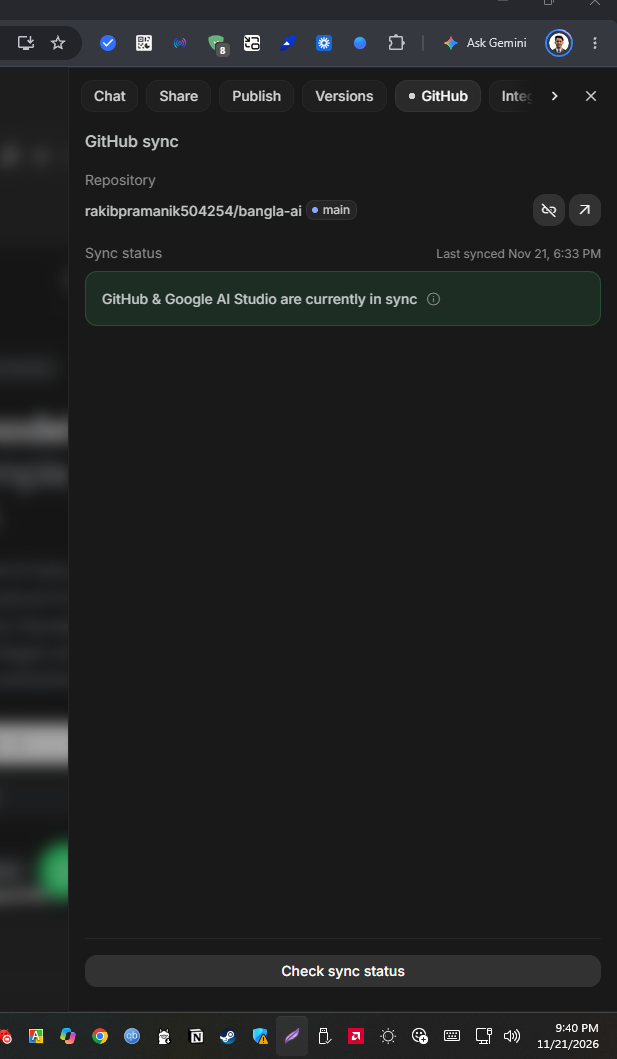 8
Ask Gemini
Chat
Share
Publish
Versions
GitHub
GitHub sync
Repository
rakibpramanik504254/bangla-ai main
Sync status
Last synced Nov 21, 6:33 PM
GitHub & Google AI Studio are currently in sync
Check sync status
A
qb
N
9:40 PM
11/21/2026